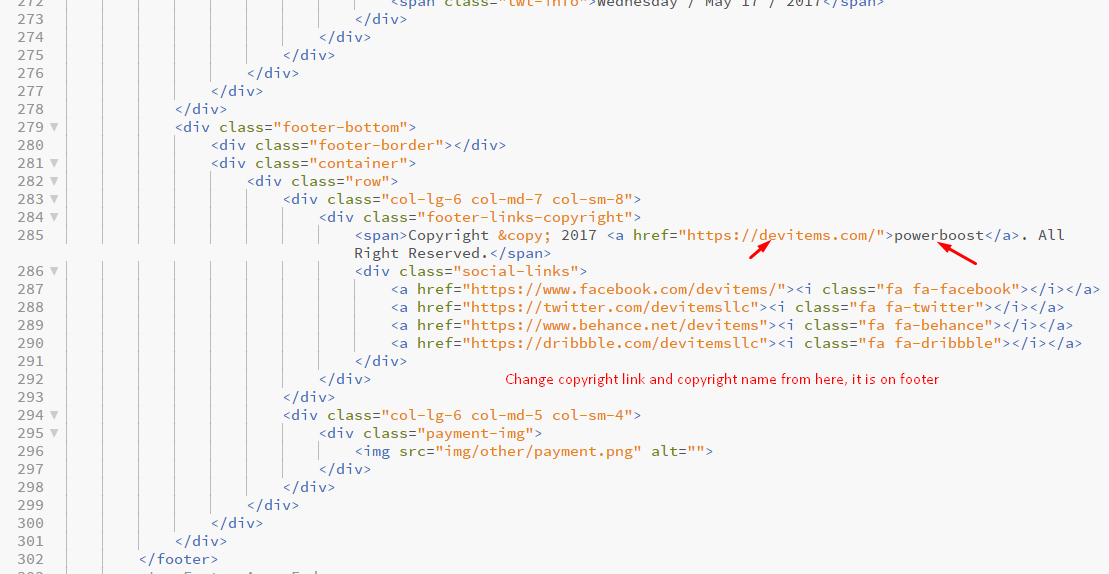 272 <span class="twt-info">Wednesday / May 17 / 2017</span>
273 </div>
274 </div>
275 </div>
276 </div>
277 </div>
278 </div>
279 <div class="footer-bottom">
280 <div class="footer-border"></div>
281 <div class="container">
282 <div class="row">
283 <div class="col-lg-6 col-md-7 col-sm-8">
284 <div class="footer-links-copyright">
285 <span>Copyright &copy; 2017 <a href="https://devitems.com/">powerboost</a>. All
Right Reserved.</span>
286 <div class="social-links">
287 <a href="https://www.facebook.com/devitems/"><i class="fa fa-facebook"></i></a>
288 <a href="https://twitter.com/devitemsllc"><i class="fa fa-twitter"></i></a>
289 <a href="https://www.behance.net/devitems"><i class="fa fa-behance"></i></a>
290 <a href="https://dribbble.com/devitemsllc"><i class="fa fa-dribbble"></i></a>
291 </div>
292 </div>
Change copyright link and copyright name from here, it is on footer
293 </div>
294 <div class="col-lg-6 col-md-5 col-sm-4">
295 <div class="payment-img">
296 <img src="img/other/payment.png" alt="">
297 </div>
298 </div>
299 </div>
300 </div>
301 </div>
302 </footer>